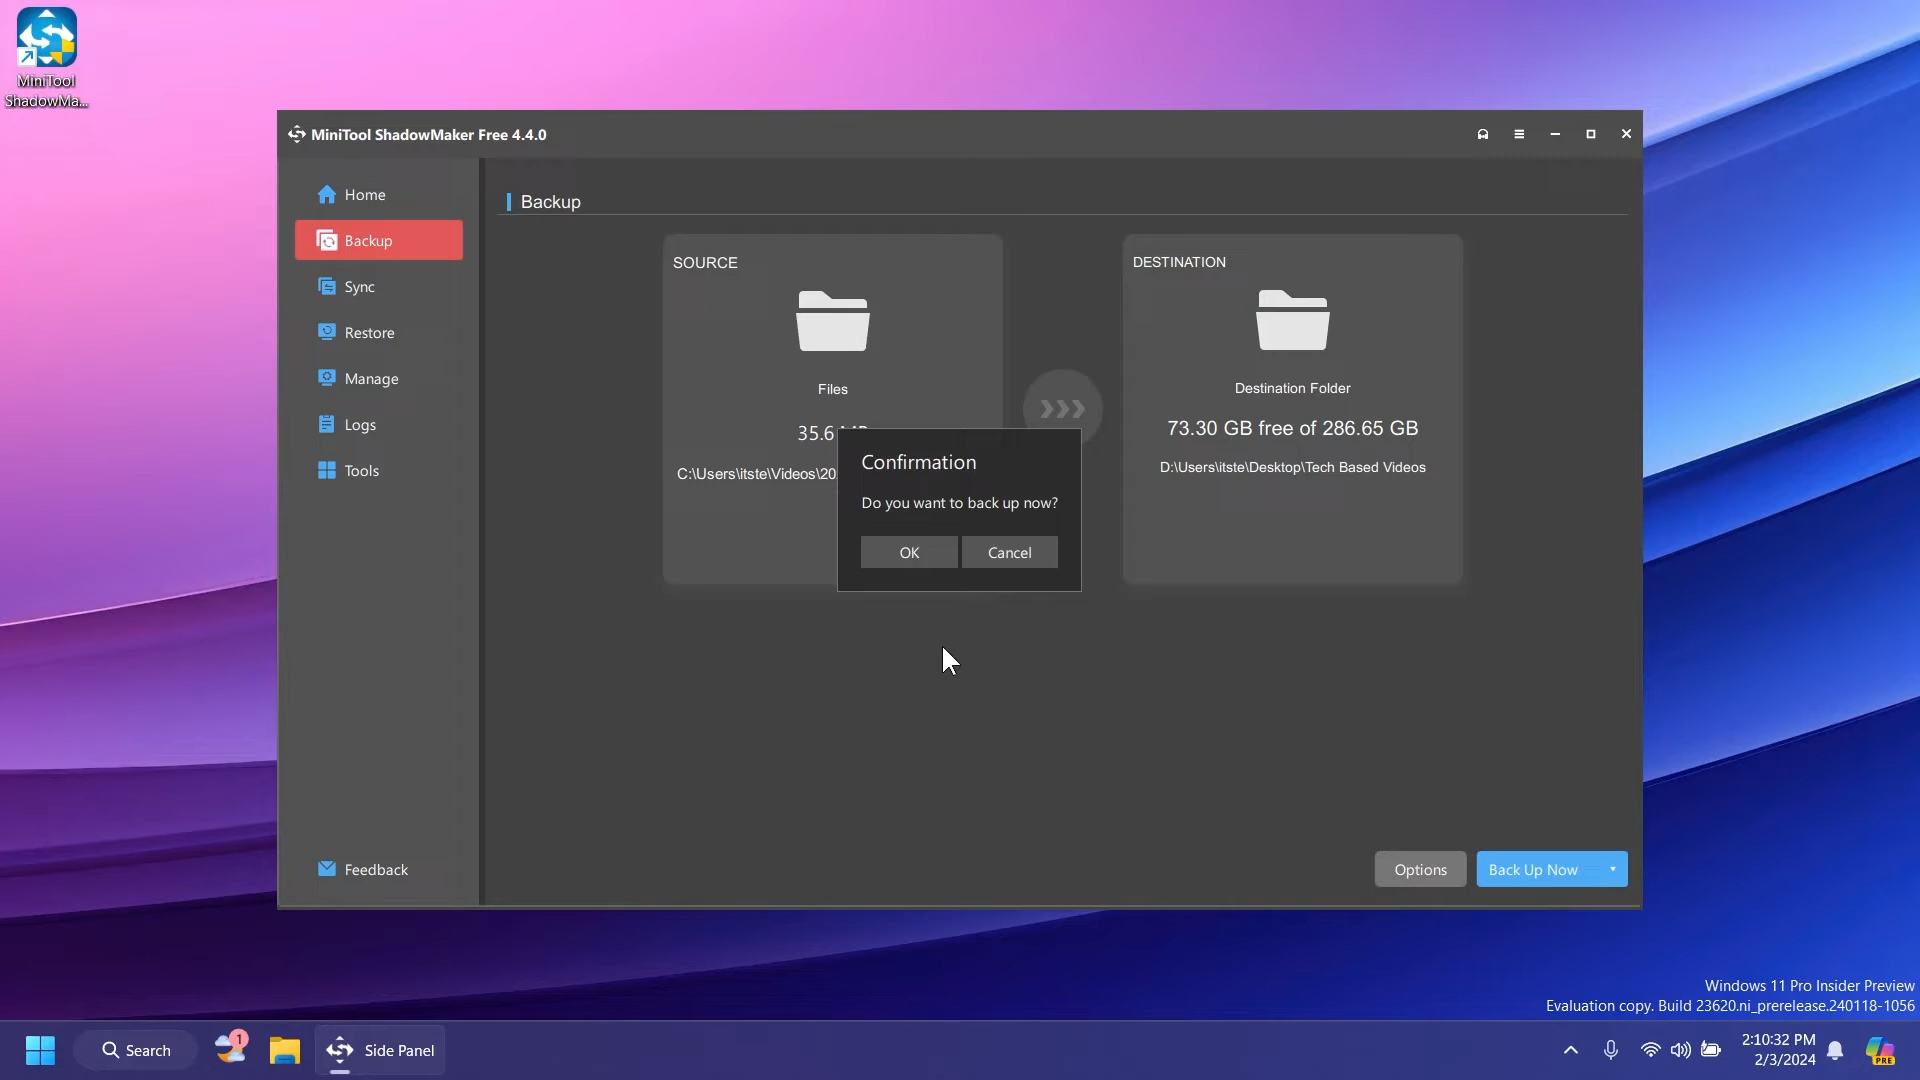 MiniTool
ShadowMa...
MiniTool ShadowMaker Free 4.4.0
Home
Backup
Sync
Restore
Manage
Logs
Tools
Feedback
Backup
SOURCE
Files
35.6
C:\Users\itste\Videos\20
DESTINATION
Destination Folder
73.30 GB free of 286.65 GB
D:\Users\itste\Desktop\Tech Based Videos
Confirmation
Do you want to back up now?
OK
Cancel
Options
Back Up Now
Windows 11 Pro Insider Preview
Evaluation copy. Build 23620.ni_prerelease.240118-1056
Search
1
Side Panel
2:10:32 PM
2/3/2024
PRE